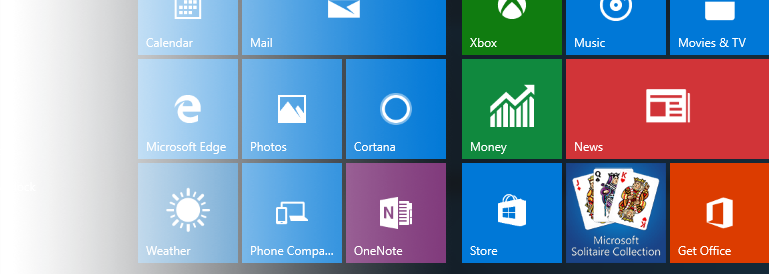 Calendar
Mail
Xbox
Music
Movies & TV
Microsoft Edge
Photos
Cortana
Money
News
Weather
Phone Compa...
OneNote
N
Store
J
Q
K
Microsoft
Solitaire Collection
Get Office